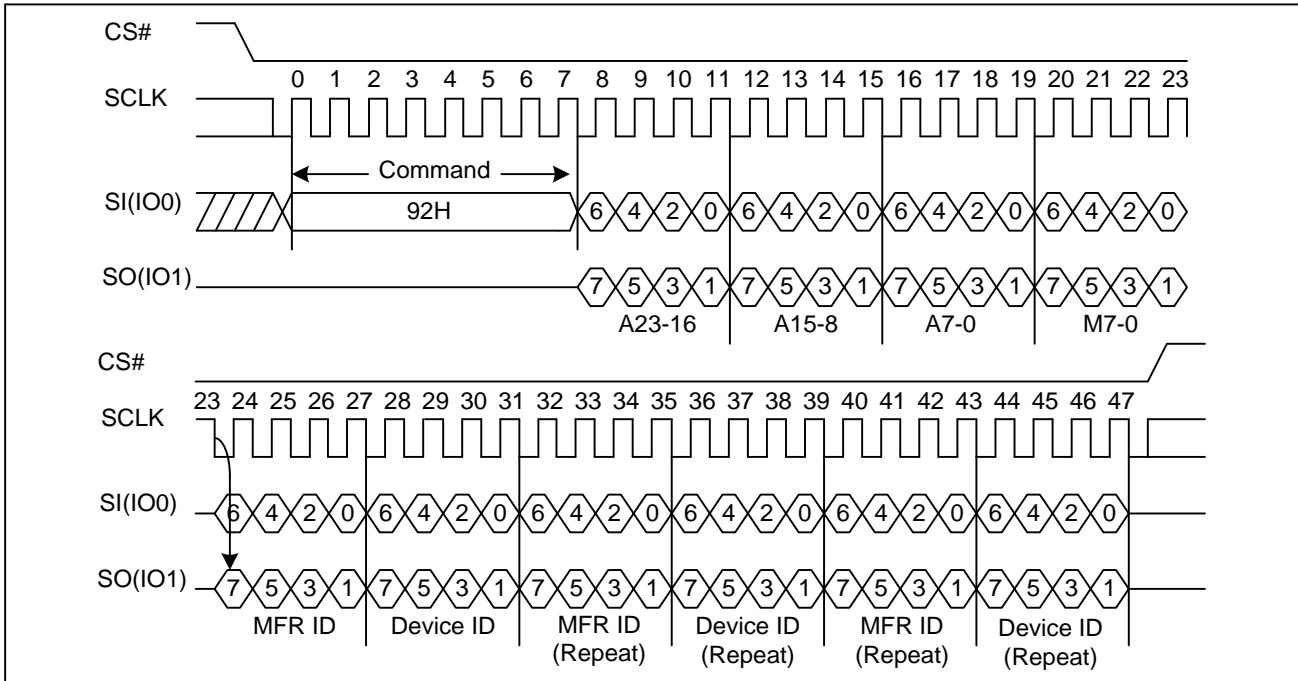 CS#
0 1 2 3 4 5 6 7 8 9 10 11 12 13 14 15 16 17 18 19 20 21 22 23
SCLK
Command
SI(IO0)
92H
6 4 2 0 6 4 2 0 6 4 2 0 6 4 2 0
SO(IO1)
7 5 3 1 7 5 3 1 7 5 3 1 7 5 3 1
A23-16 A15-8 A7-0 M7-0
CS#
23 24 25 26 27 28 29 30 31 32 33 34 35 36 37 38 39 40 41 42 43 44 45 46 47
SCLK
SI(IO0)
6 4 2 0 6 4 2 0 6 4 2 0 6 4 2 0 6 4 2 0 6 4 2 0
SO(IO1)
7 5 3 1 7 5 3 1 7 5 3 1 7 5 3 1 7 5 3 1 7 5 3 1
MFR ID Device ID MFR ID Device ID MFR ID Device ID
(Repeat) (Repeat) (Repeat) (Repeat)